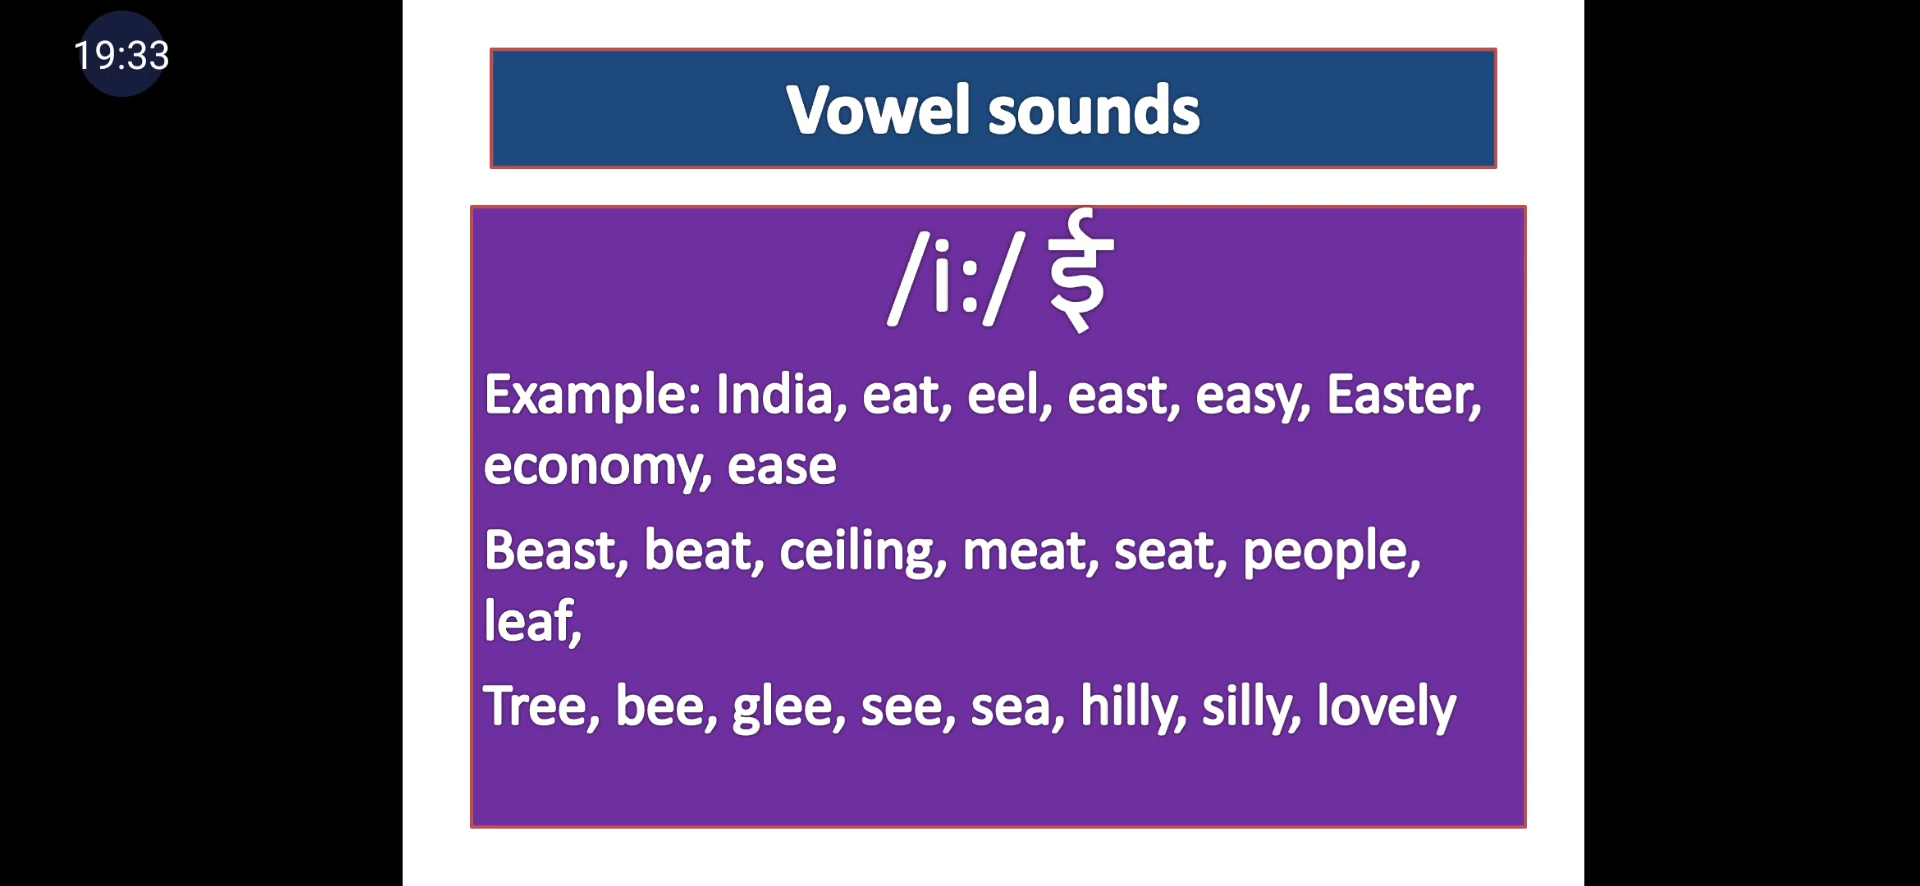 19:33
Vowel sounds
/i:/ ई
Example: India, eat, eel, east, easy, Easter,
economy, ease
Beast, beat, ceiling, meat, seat, people,
leaf,
Tree, bee, glee, see, sea, hilly, silly, lovely